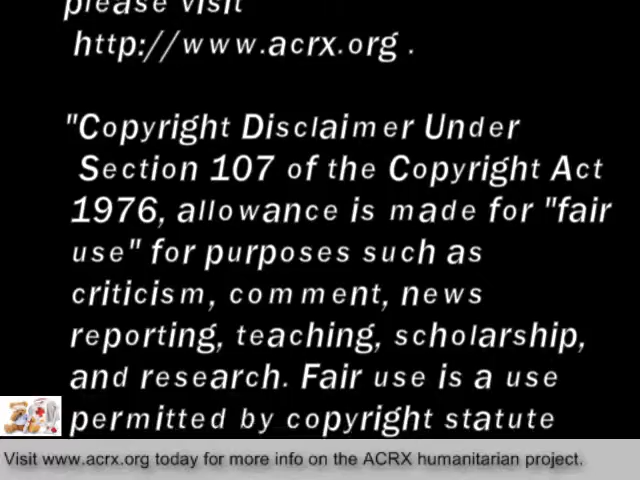 please visit
http://www.acrx.org .
"Copyright Disclaimer Under
Section 107 of the Copyright Act
1976, allowance is made for "fair
use" for purposes such as
criticism, comment, news
reporting, teaching, scholarship,
and research. Fair use is a use
permitted by copyright statute
Visit www.acrx.org today for more info on the ACRX humanitarian project.